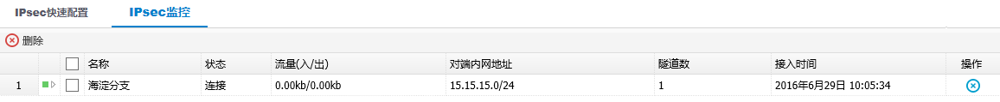 IPsec快速配置 IPsec监控
删除
名称 状态 流量(入/出) 对端内网地址 隧道数 接入时间 操作
1 海淀分支 连接 0.00kb/0.00kb 15.15.15.0/24 1 2016年6月29日 10:05:34